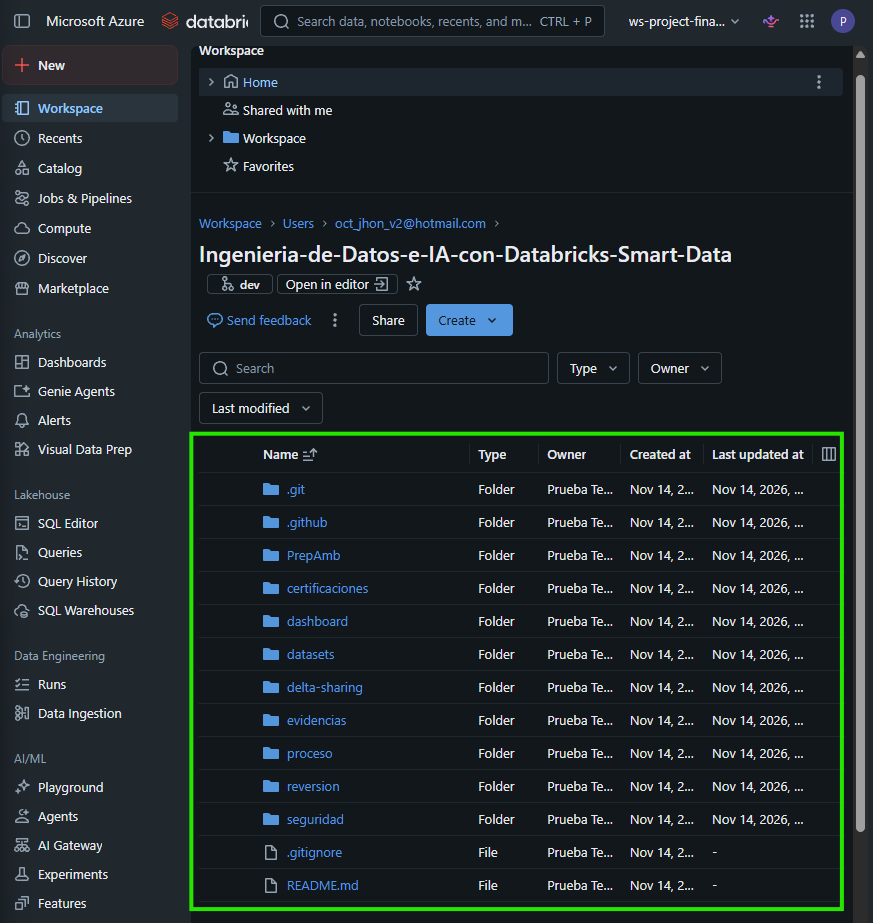 Microsoft Azure
Search data, notebooks, recents, and m... CTRL + P
ws-project-fina...
P
New
Workspace
Recents
Catalog
Jobs & Pipelines
Compute
Discover
Marketplace
Analytics
Dashboards
Genie Agents
Alerts
Visual Data Prep
Lakehouse
SQL Editor
Queries
Query History
SQL Warehouses
Data Engineering
Runs
Data Ingestion
AI/ML
Playground
Agents
AI Gateway
Experiments
Features
Workspace
Home
Shared with me
Workspace
Favorites
Workspace > Users > oct_jhon_v2@hotmail.com >
Ingenieria-de-Datos-e-IA-con-Databricks-Smart-Data
dev Open in editor
Send feedback Share Create
Search Type Owner
Last modified
Name Type Owner Created at Last updated at
.git Folder Prueba Te... Nov 14, 2... Nov 14, 2026, ...
.github Folder Prueba Te... Nov 14, 2... Nov 14, 2026, ...
PrepAmb Folder Prueba Te... Nov 14, 2... Nov 14, 2026, ...
certificaciones Folder Prueba Te... Nov 14, 2... Nov 14, 2026, ...
dashboard Folder Prueba Te... Nov 14, 2... Nov 14, 2026, ...
datasets Folder Prueba Te... Nov 14, 2... Nov 14, 2026, ...
delta-sharing Folder Prueba Te... Nov 14, 2... Nov 14, 2026, ...
evidencias Folder Prueba Te... Nov 14, 2... Nov 14, 2026, ...
proceso Folder Prueba Te... Nov 14, 2... Nov 14, 2026, ...
reversion Folder Prueba Te... Nov 14, 2... Nov 14, 2026, ...
seguridad Folder Prueba Te... Nov 14, 2... Nov 14, 2026, ...
.gitignore File Prueba Te... Nov 14, 2... -
README.md File Prueba Te... Nov 14, 2... -